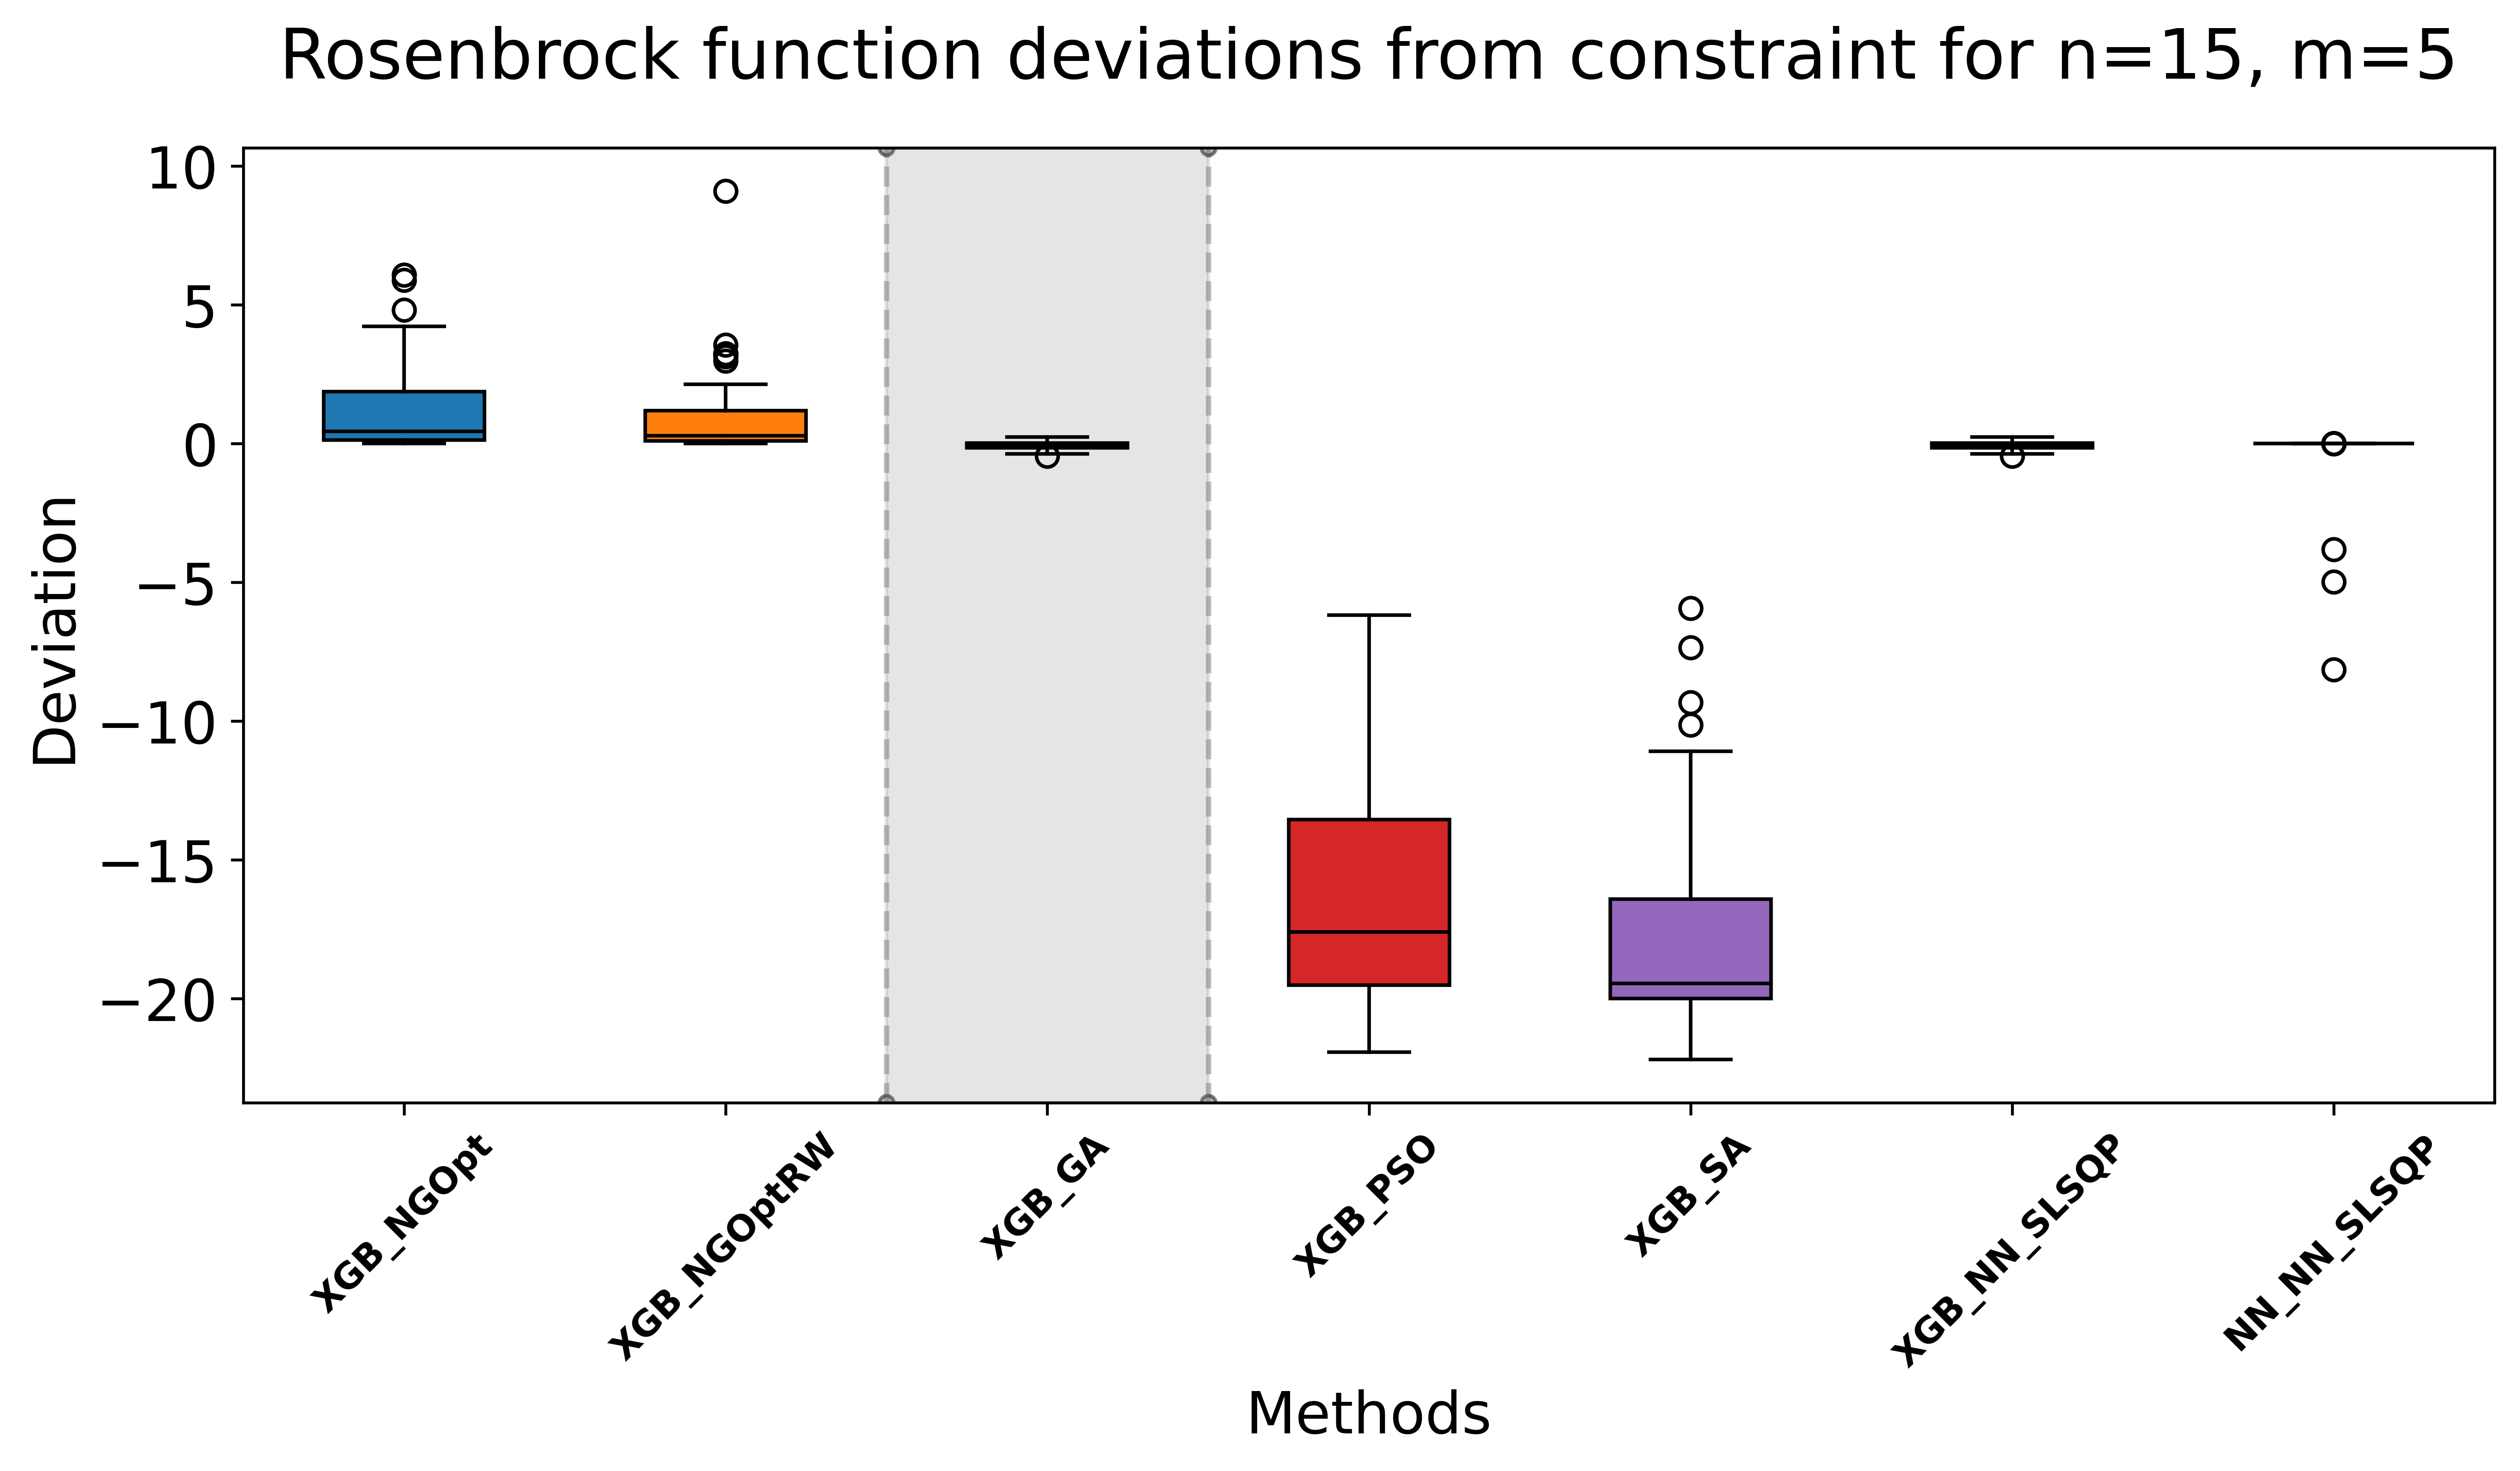 Rosenbrock function deviations from constraint for n=15, m=5
10
5
0
−5
−10
−15
−20
Deviation
XGB_NGOpt
XGB_NGOptRW
XGB_GA
XGB_PSO
XGB_SA
XGB_NN_SLSQP
NN_NN_SLSQP
Methods